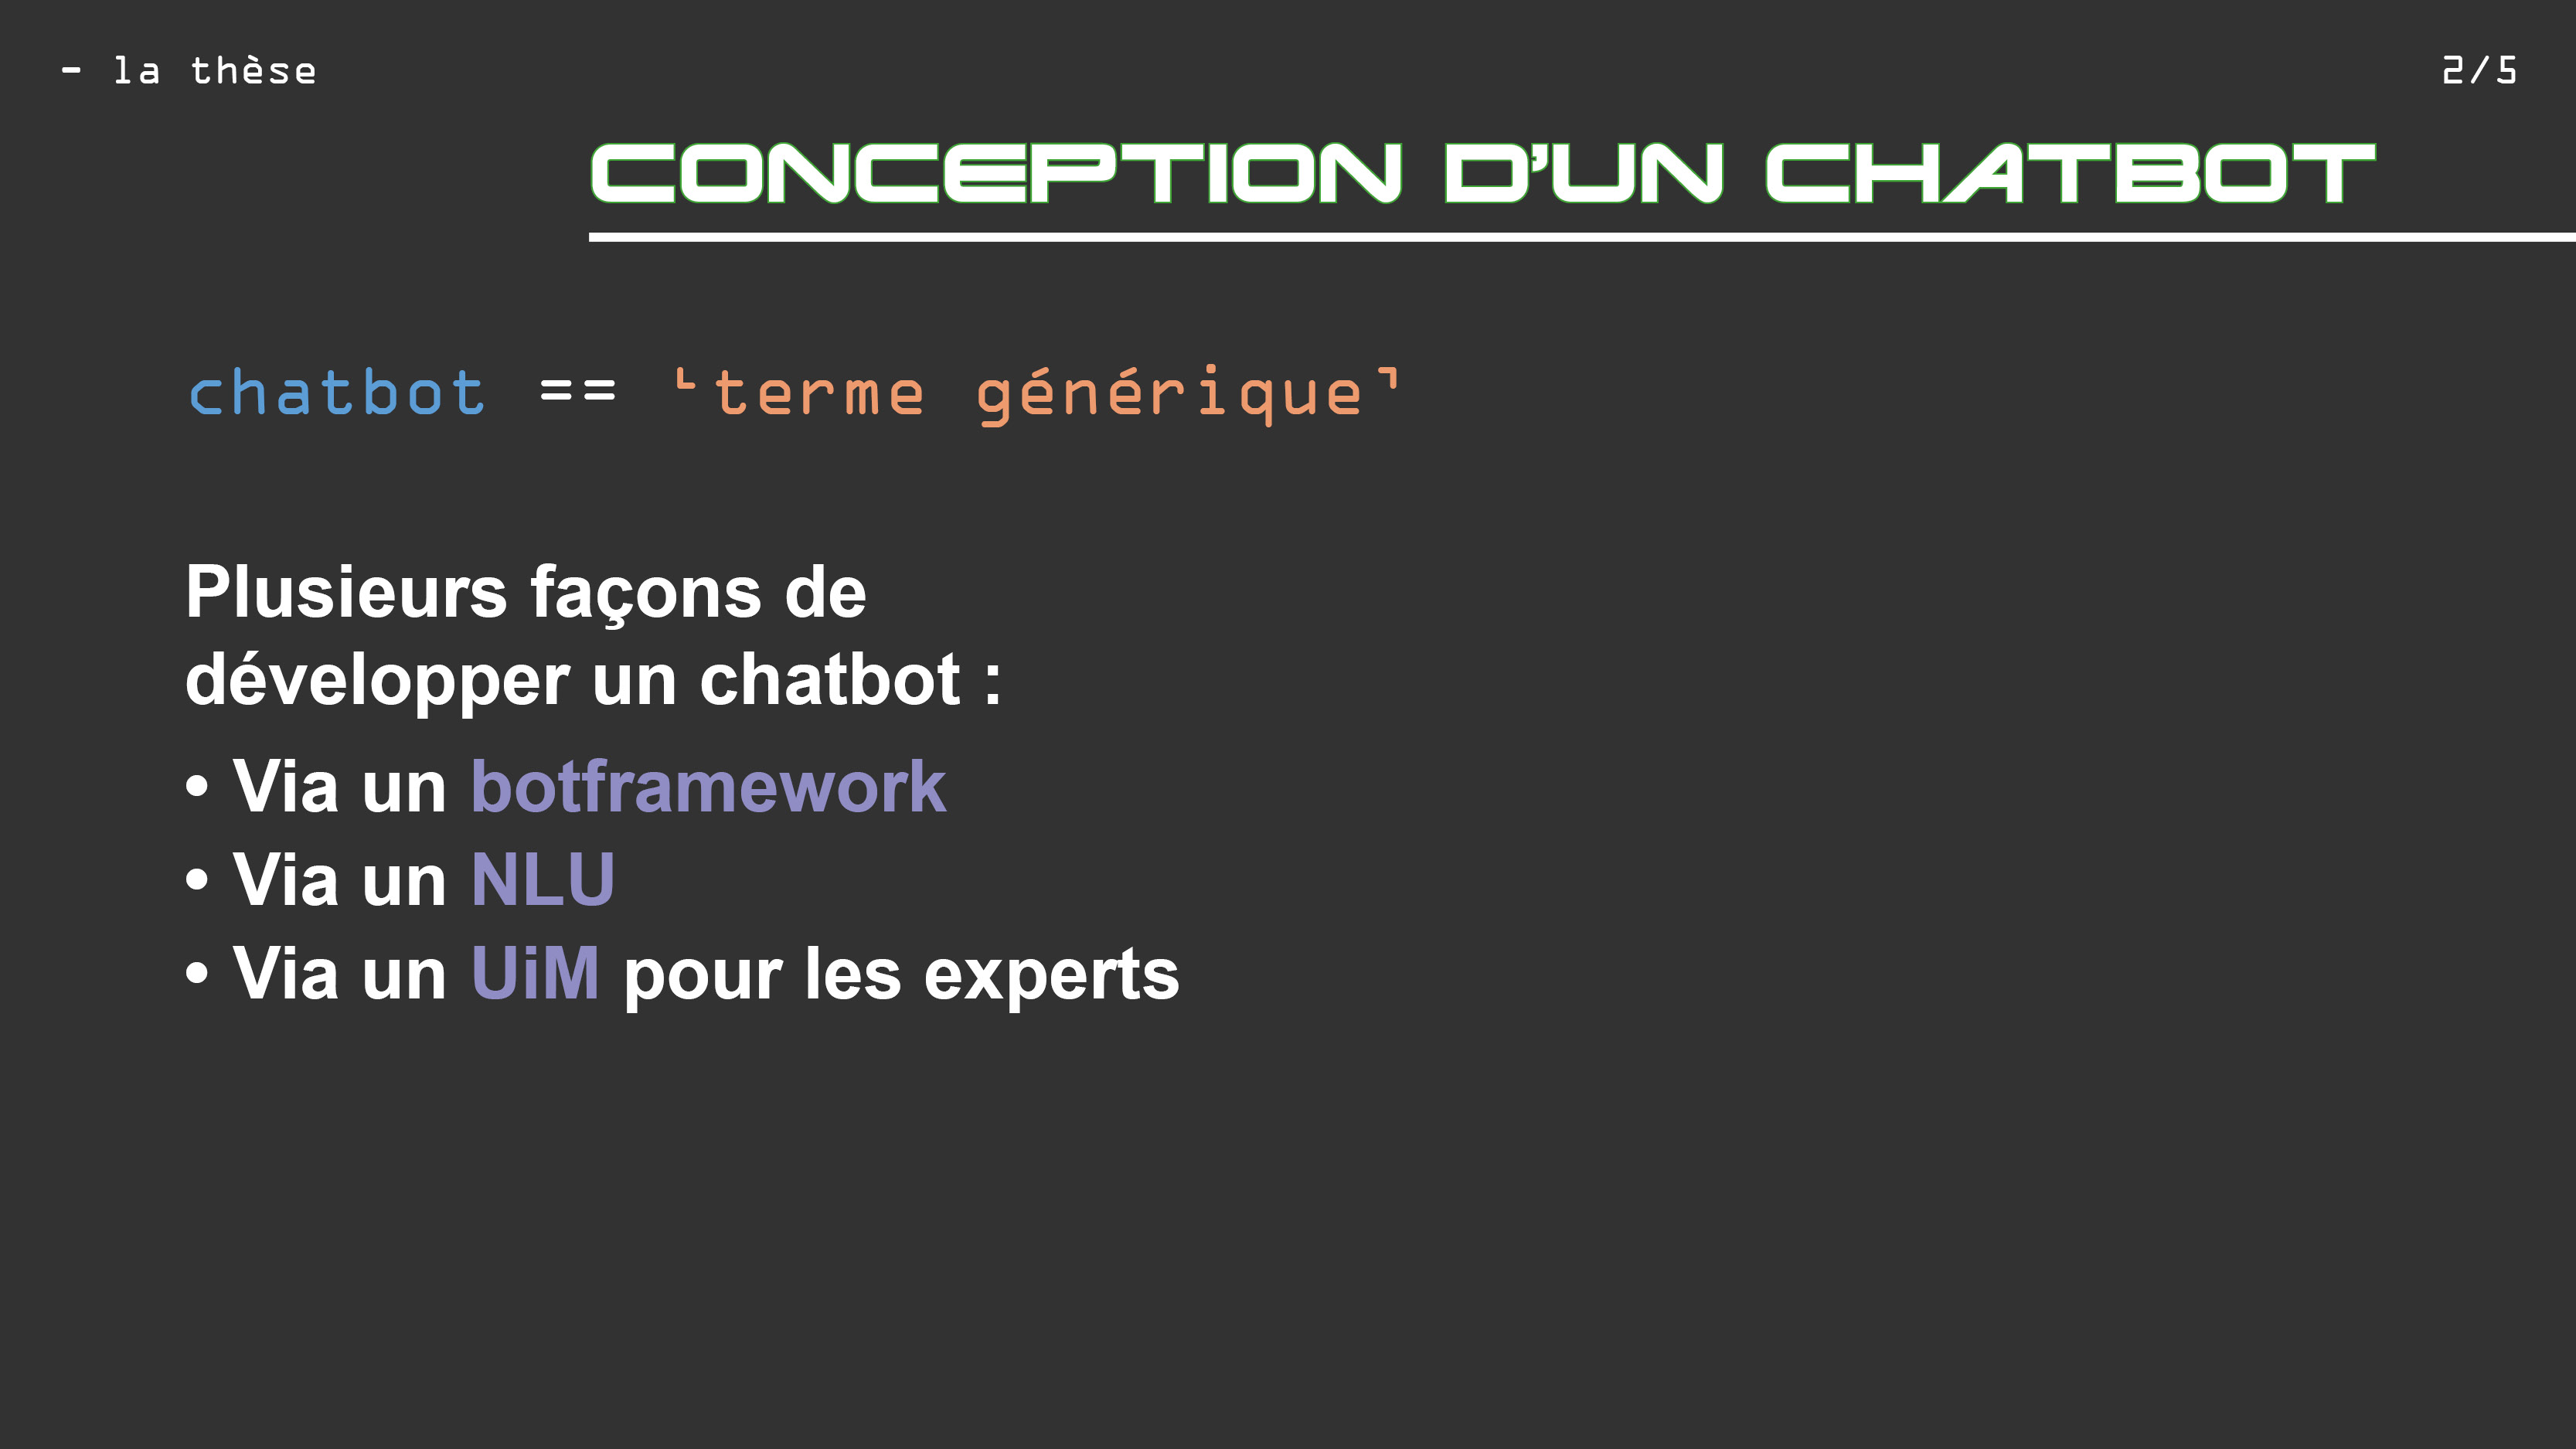 - la thèse
2/5
CONCEPTION D'UN CHATBOT
chatbot == ‘terme générique’
Plusieurs façons de
développer un chatbot :
• Via un botframework
• Via un NLU
• Via un UiM pour les experts